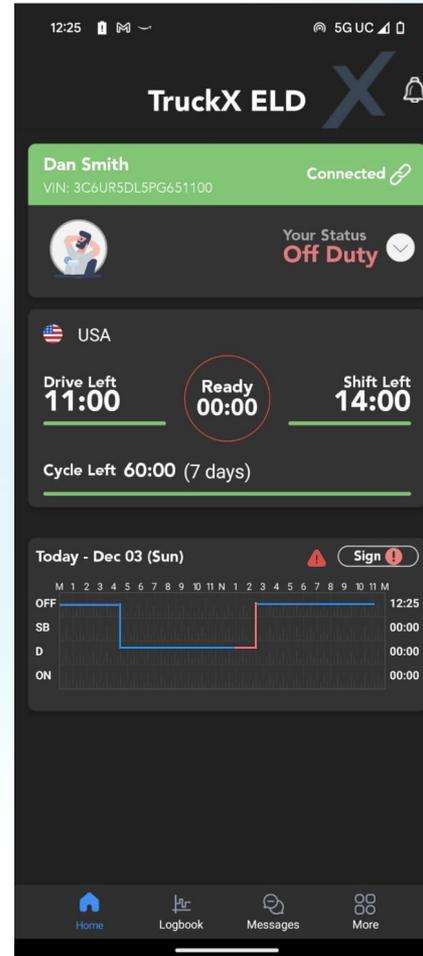 12:25
5G UC
TruckX ELD
Dan Smith
Connected
VIN: 3C6UR5DL5PG651100
Your Status
Off Duty
USA
Drive Left
11:00
Ready
00:00
Shift Left
14:00
Cycle Left 60:00 (7 days)
Today - Dec 03 (Sun)
Sign
M 1 2 3 4 5 6 7 8 9 10 11 N 1 2 3 4 5 6 7 8 9 10 11 M
OFF 12:25
SB 00:00
D 00:00
ON 00:00
Home Logbook Messages More